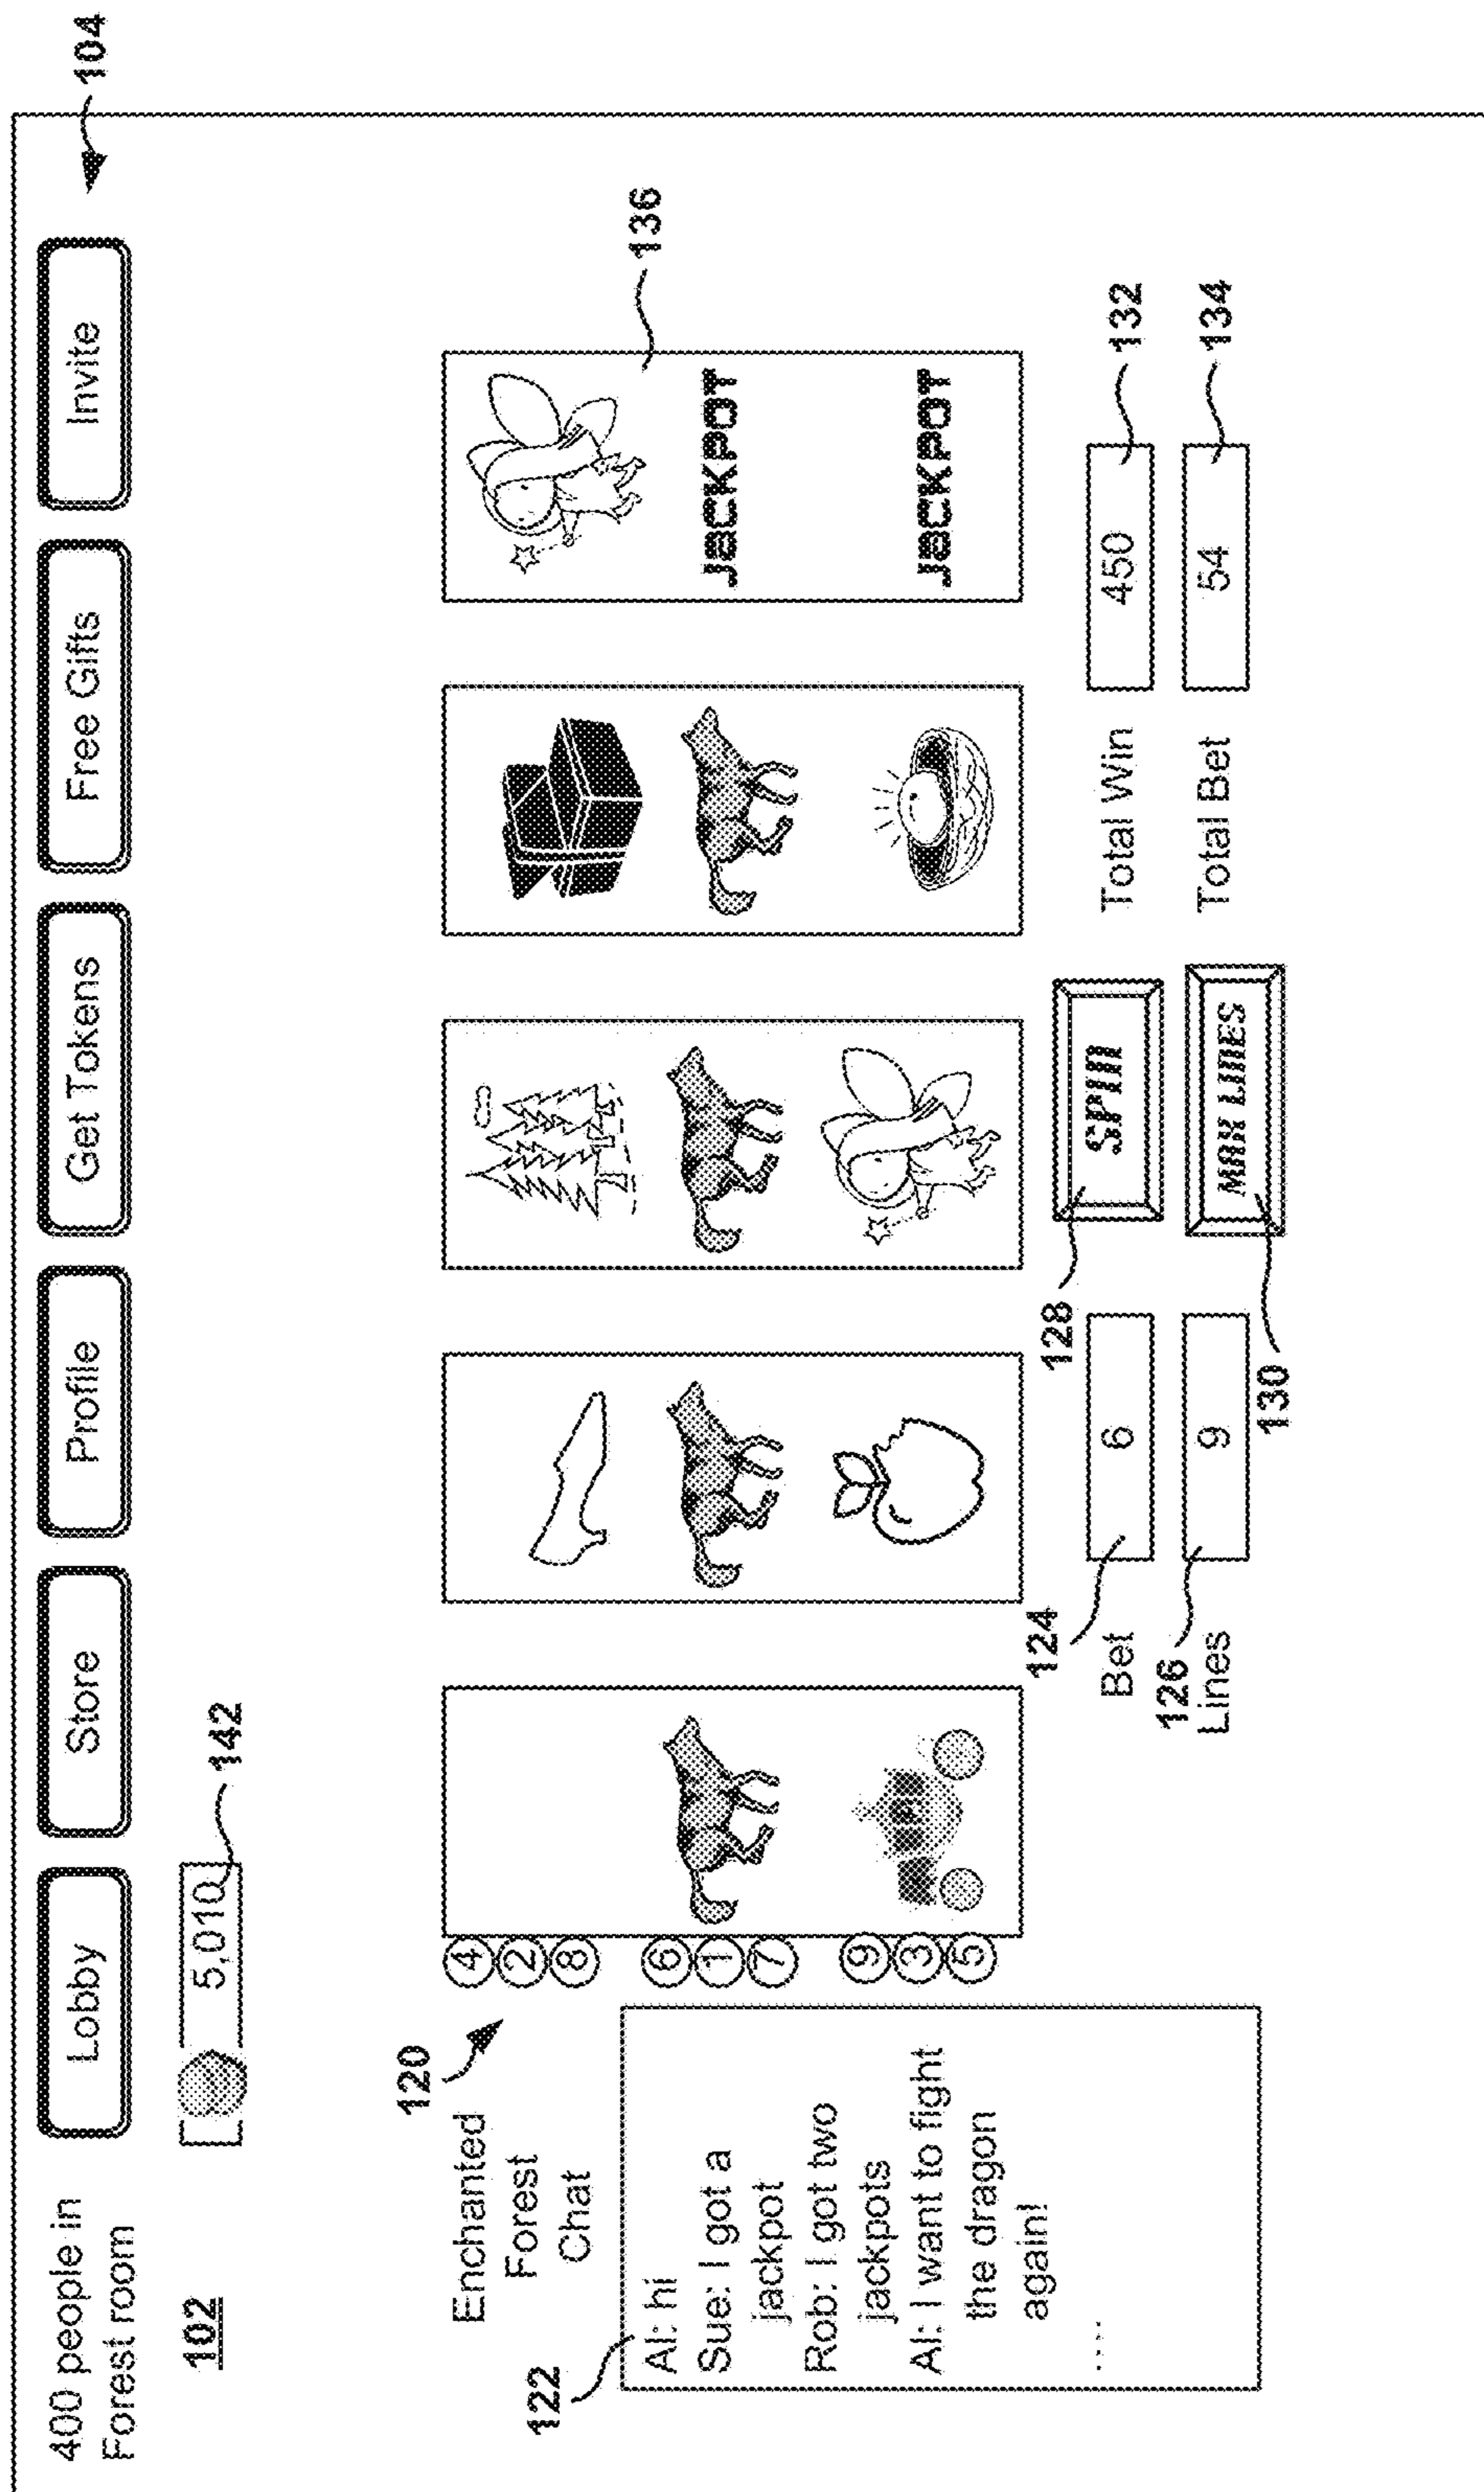 400 people in
Forest room
Lobby
Store
Profile
Get Tokens
Free Gifts
Invite
104
102
5,010
142
120
Enchanted
Forest
Chat
122
Al: hi
Sue: I got a
jackpot
Rob: I got two
jackpots
Al: I want to fight
the dragon
again!
....
4
2
8
6
1
7
9
3
5
JACKPOT
JACKPOT
136
124
Bet
6
126
Lines
9
128
SPIN
MAX LINES
130
Total Win
450
132
Total Bet
54
134